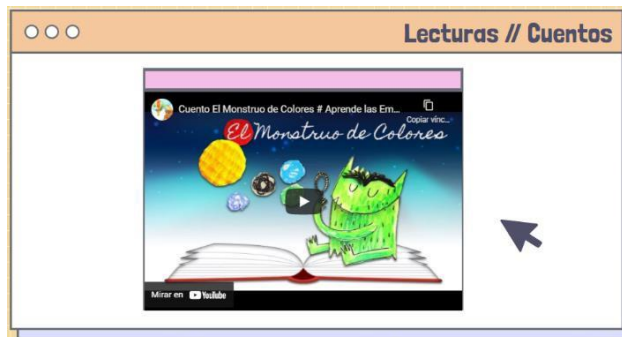 Lecturas // Cuentos
Cuento El Monstruo de Colores # Aprende las Em...
Copiar vínc...
El Monstruo de Colores
Mirar en YouTube